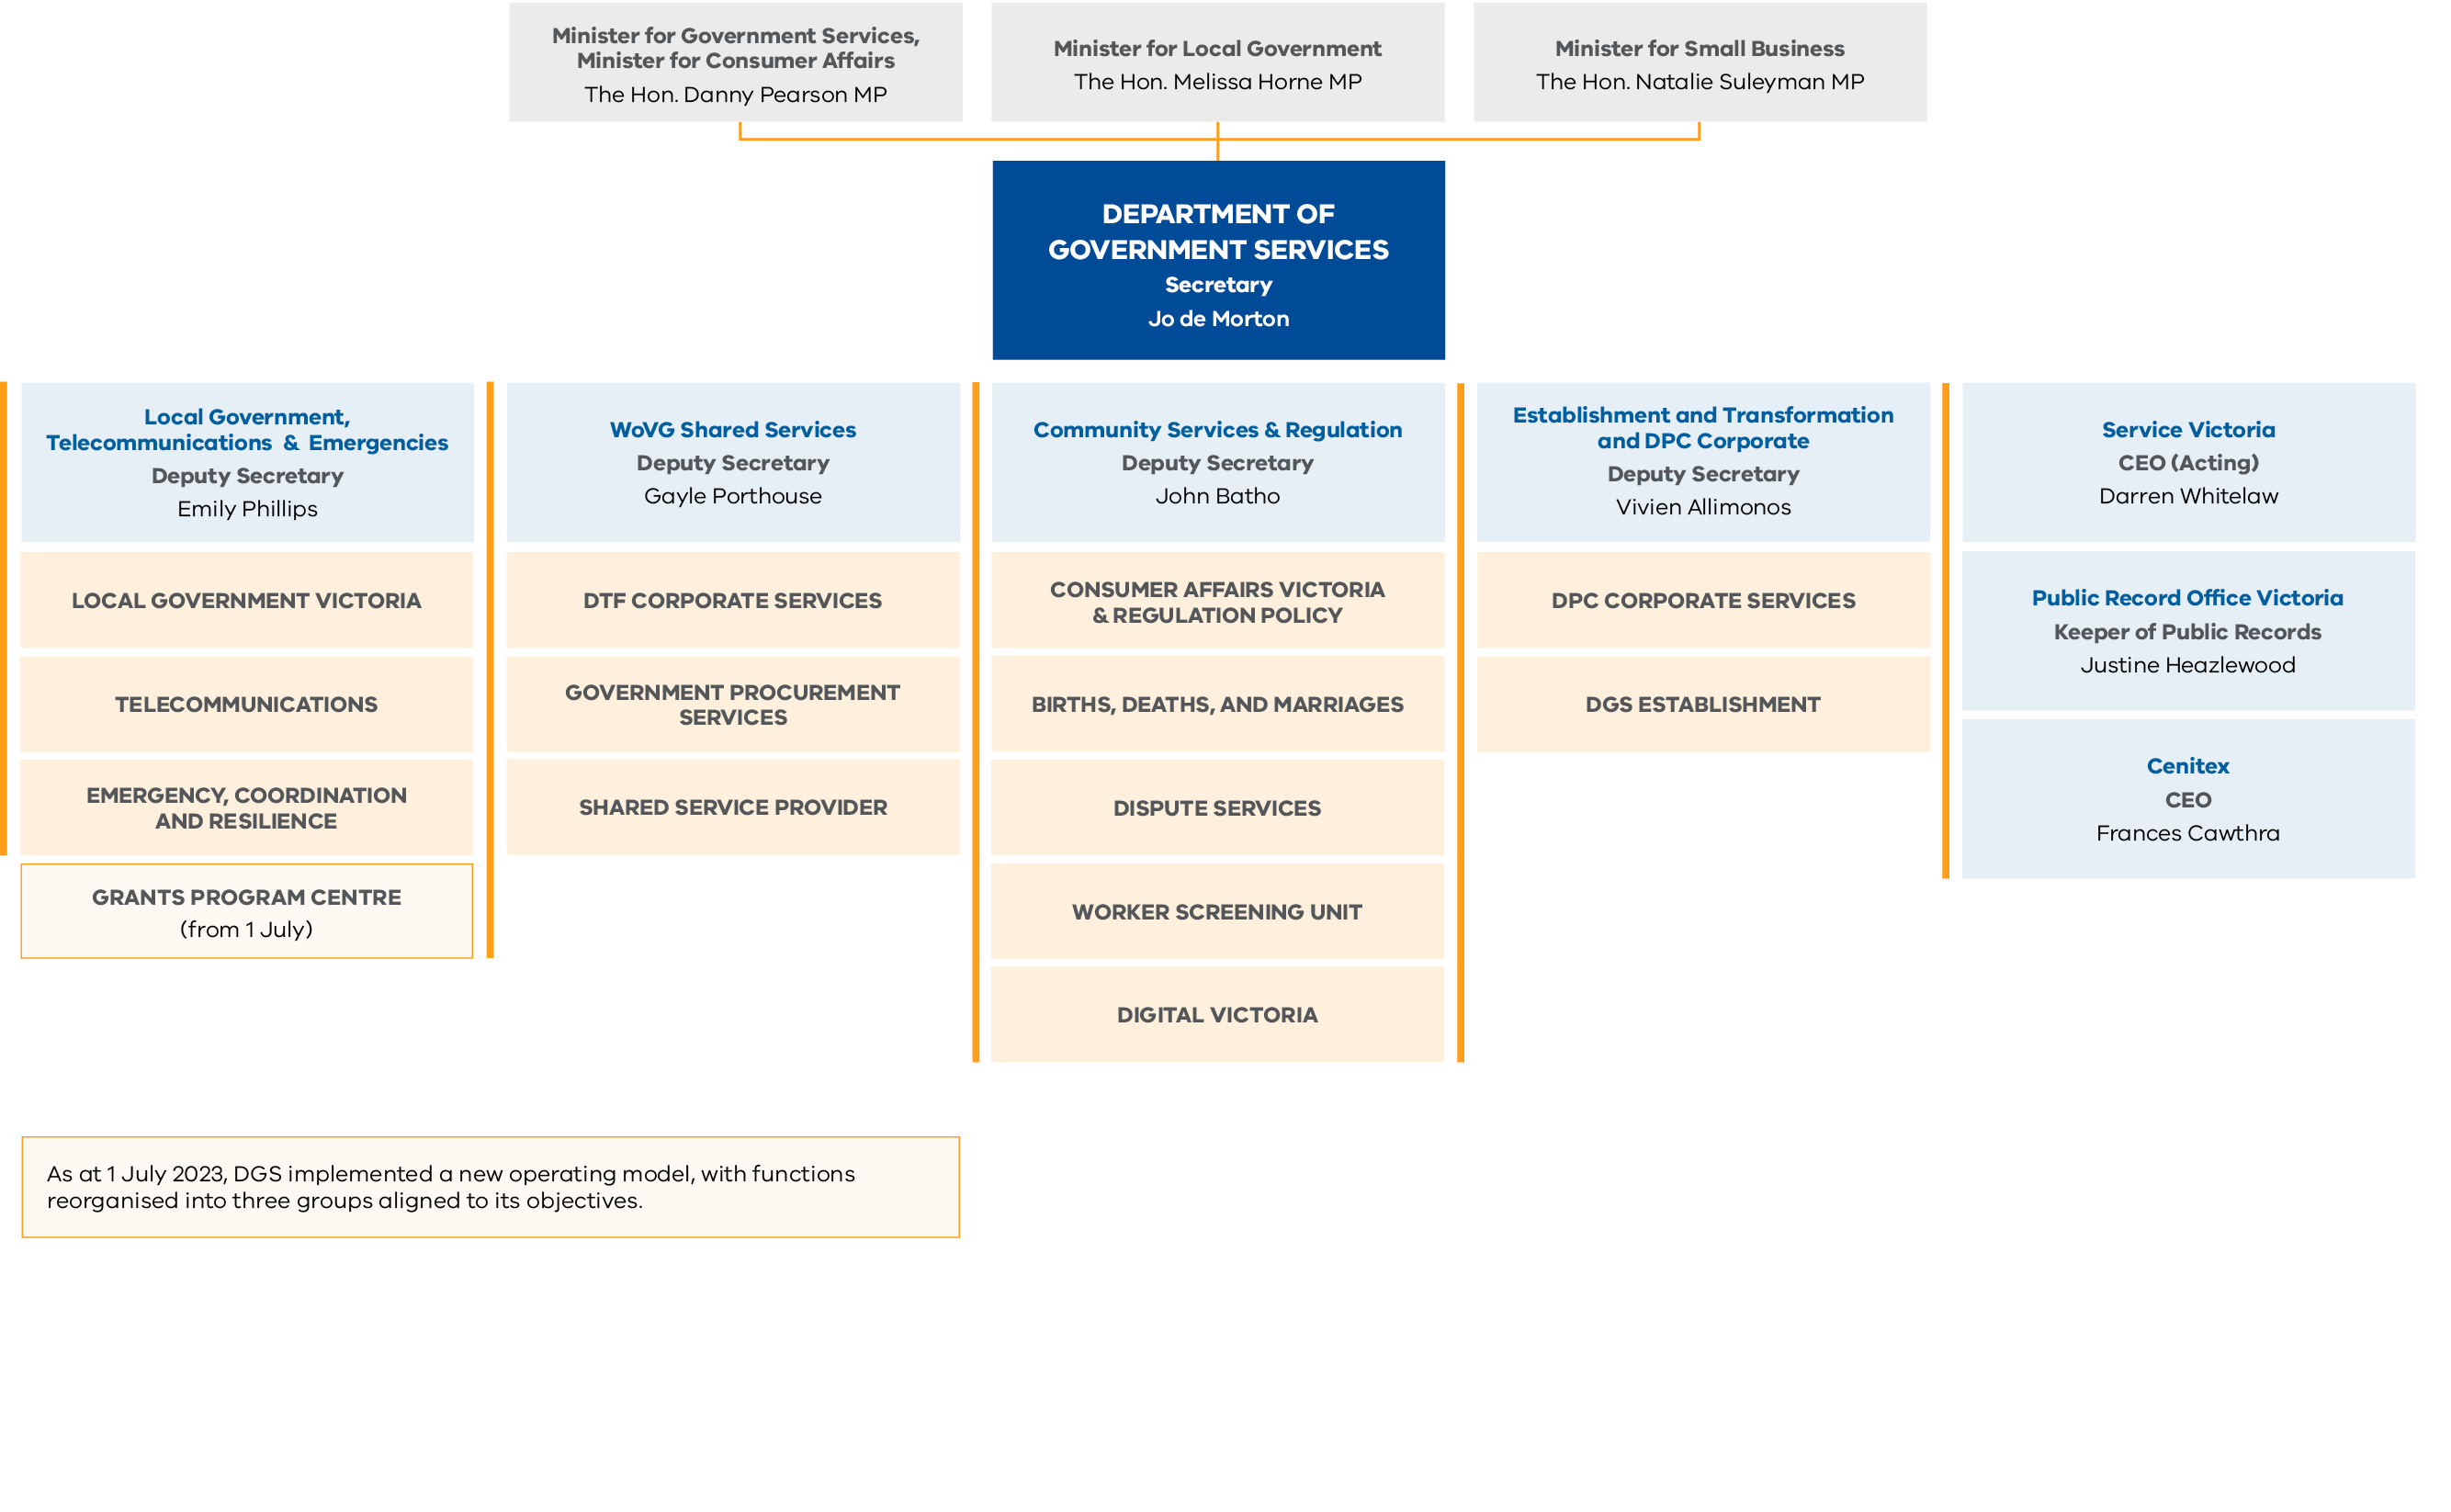 Minister for Government Services,
Minister for Consumer Affairs
The Hon. Danny Pearson MP
Minister for Local Government
The Hon. Melissa Horne MP
Minister for Small Business
The Hon. Natalie Suleyman MP
DEPARTMENT OF
GOVERNMENT SERVICES
Secretary
Jo de Morton
Local Government,
Telecommunications & Emergencies
Deputy Secretary
Emily Phillips
LOCAL GOVERNMENT VICTORIA
TELECOMMUNICATIONS
EMERGENCY, COORDINATION
AND RESILIENCE
GRANTS PROGRAM CENTRE
(from 1 July)
WoVG Shared Services
Deputy Secretary
Gayle Porthouse
DTF CORPORATE SERVICES
GOVERNMENT PROCUREMENT
SERVICES
SHARED SERVICE PROVIDER
Community Services & Regulation
Deputy Secretary
John Batho
CONSUMER AFFAIRS VICTORIA
& REGULATION POLICY
BIRTHS, DEATHS, AND MARRIAGES
DISPUTE SERVICES
WORKER SCREENING UNIT
DIGITAL VICTORIA
Establishment and Transformation
and DPC Corporate
Deputy Secretary
Vivien Allimonos
DPC CORPORATE SERVICES
DGS ESTABLISHMENT
Service Victoria
CEO (Acting)
Darren Whitelaw
Public Record Office Victoria
Keeper of Public Records
Justine Heazlewood
Cenitex
CEO
Frances Cawthra
As at 1 July 2023, DGS implemented a new operating model, with functions
reorganised into three groups aligned to its objectives.